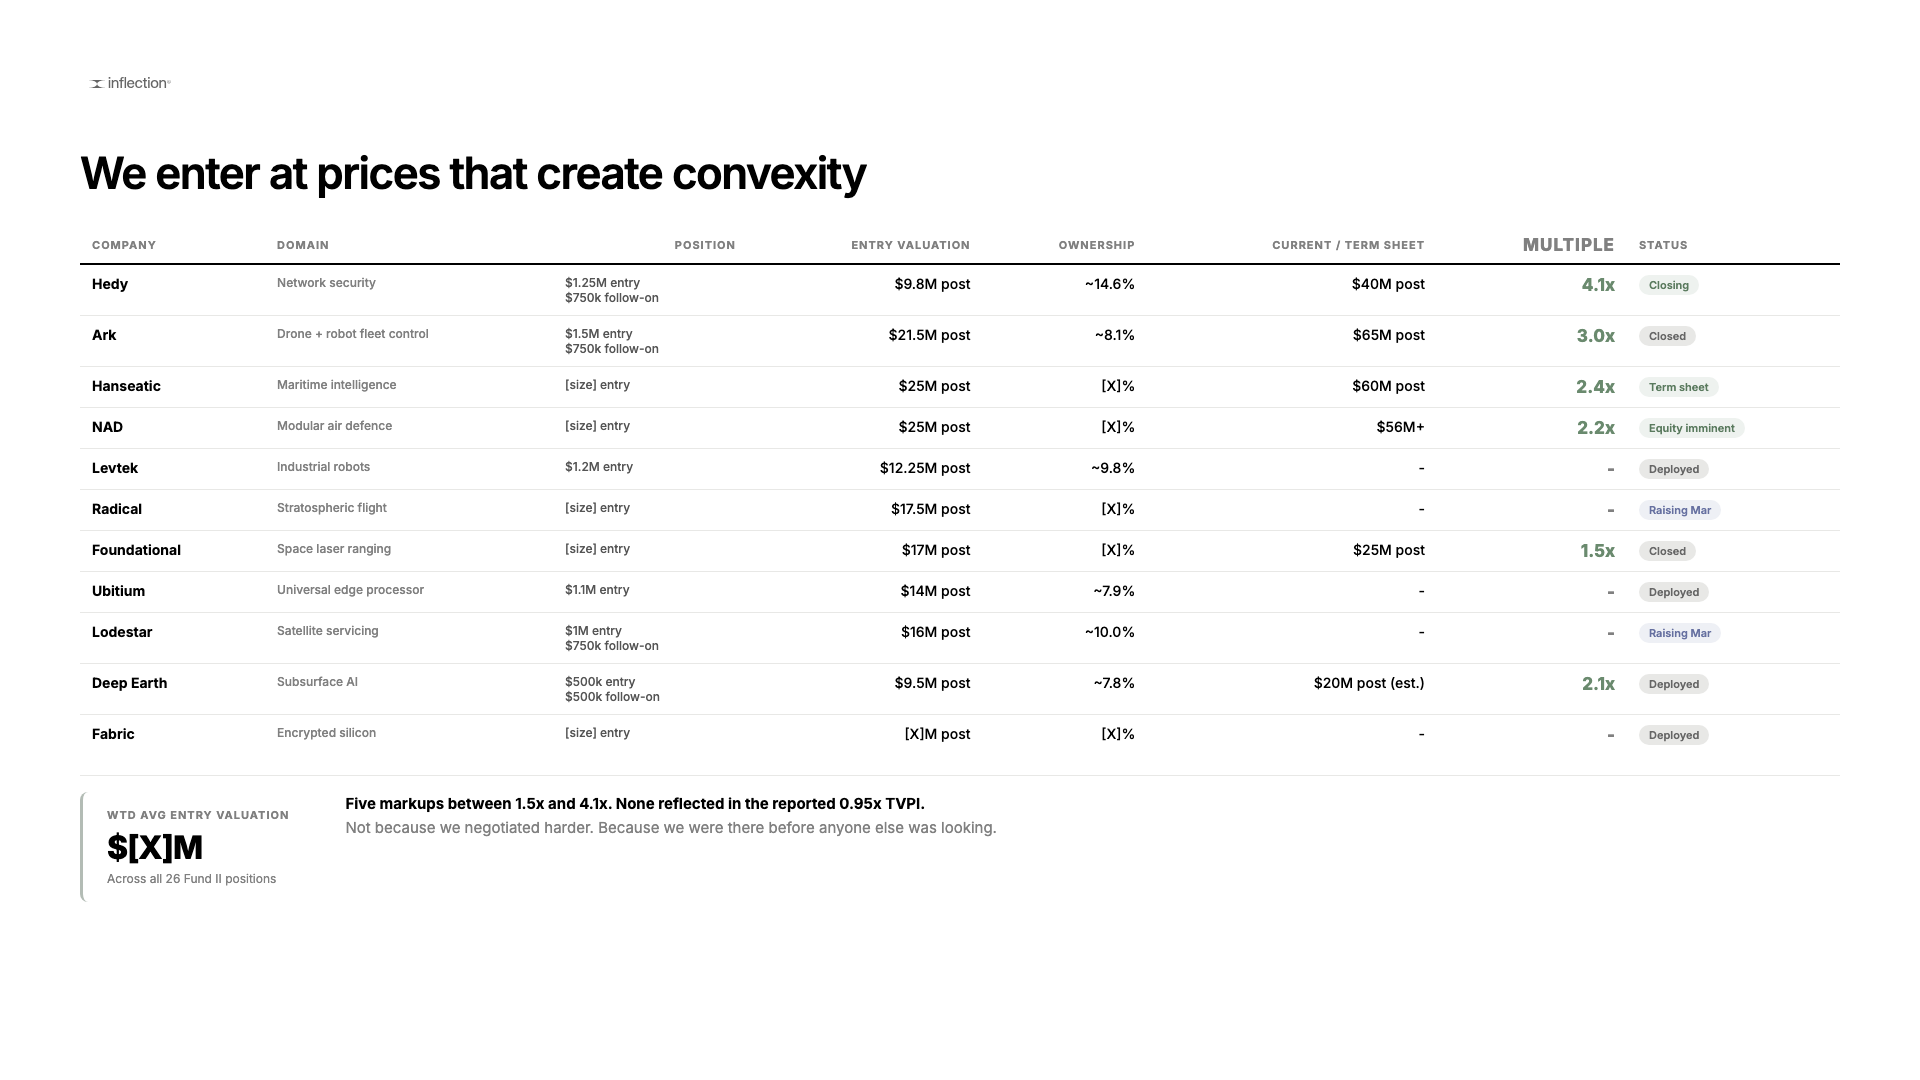 inflection®
We enter at prices that create convexity
COMPANY DOMAIN POSITION ENTRY VALUATION OWNERSHIP CURRENT / TERM SHEET MULTIPLE STATUS
Hedy Network security $1.25M entry $9.8M post ~14.6% $40M post 4.1x Closing
$750k follow-on
Ark Drone + robot fleet control $1.5M entry $21.5M post ~8.1% $65M post 3.0x Closed
$750k follow-on
Hanseatic Maritime intelligence [size] entry $25M post [X]% $60M post 2.4x Term sheet
NAD Modular air defence [size] entry $25M post [X]% $56M+ 2.2x Equity imminent
Levtek Industrial robots $1.2M entry $12.25M post ~9.8% - - Deployed
Radical Stratospheric flight [size] entry $17.5M post [X]% - - Raising Mar
Foundational Space laser ranging [size] entry $17M post [X]% $25M post 1.5x Closed
Ubitium Universal edge processor $1.1M entry $14M post ~7.9% - - Deployed
Lodestar Satellite servicing $1M entry $16M post ~10.0% - - Raising Mar
$750k follow-on
Deep Earth Subsurface AI $500k entry $9.5M post ~7.8% $20M post (est.) 2.1x Deployed
$500k follow-on
Fabric Encrypted silicon [size] entry [X]M post [X]% - - Deployed
WTD AVG ENTRY VALUATION
$[X]M
Across all 26 Fund II positions
Five markups between 1.5x and 4.1x. None reflected in the reported 0.95x TVPI.
Not because we negotiated harder. Because we were there before anyone else was looking.